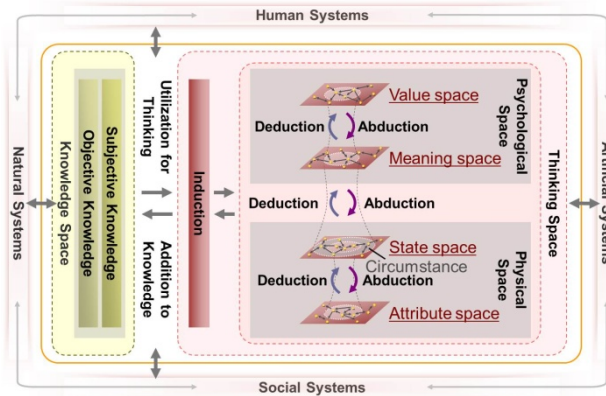 Human Systems
Natural Systems
Knowledge Space
Objective Knowledge
Subjective Knowledge
Utilization for
Thinking
Addition to
Knowledge
Induction
Value space
Deduction
Abduction
Meaning space
Psychological
Space
Deduction
Abduction
State space
Circumstance
Deduction
Abduction
Attribute space
Physical
Space
Thinking Space
Social Systems